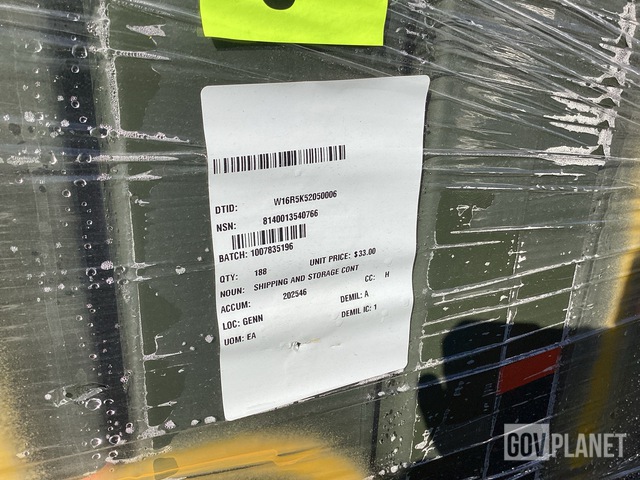 DTID: W16R5K52050006
NSN: 8140013540766
BATCH: 1007835196
QTY: 188 UNIT PRICE: $33.00
NOUN: SHIPPING AND STORAGE CONT
ACCUM: 202546 CC: H
LOC: GENN DEMIL: A
UOM: EA DEMIL IC: 1
GOVPLANET